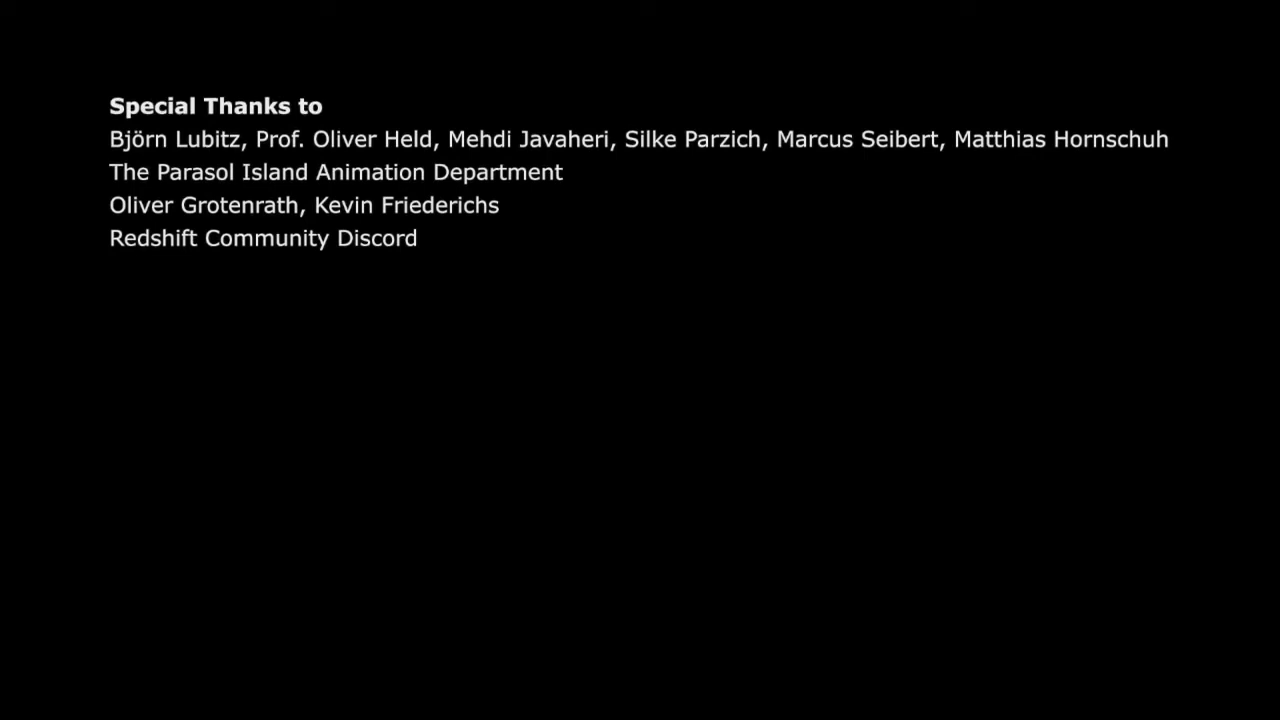 Special Thanks to
Björn Lubitz, Prof. Oliver Held, Mehdi Javaheri, Silke Parzich, Marcus Seibert, Matthias Hornschuh
The Parasol Island Animation Department
Oliver Grotenrath, Kevin Friederichs
Redshift Community Discord